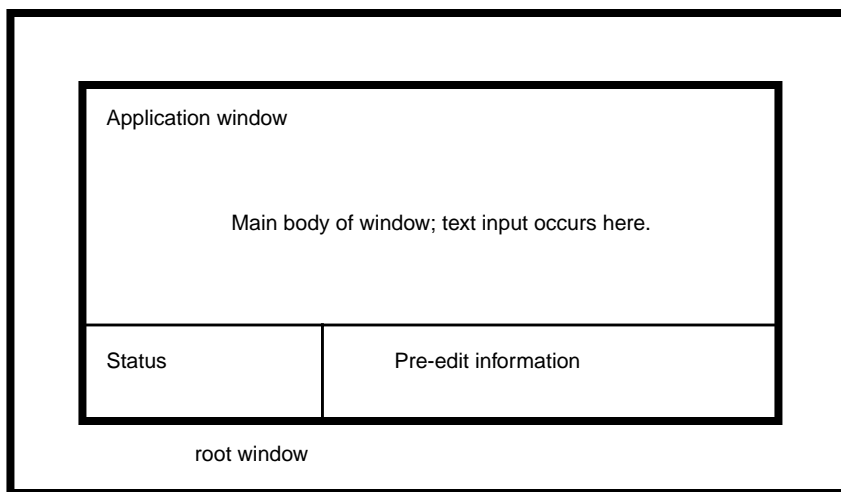 Application window
Main body of window; text input occurs here.
Status
Pre-edit information
root window